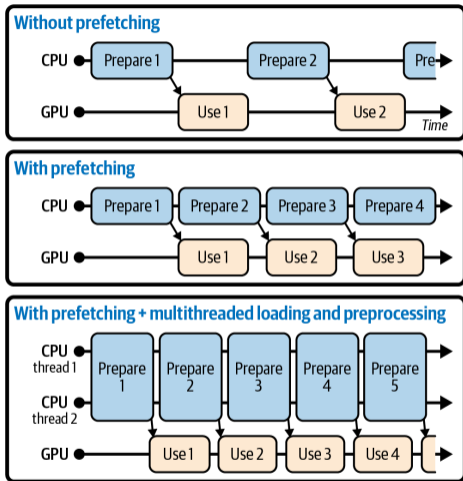 Without prefetching
CPU Prepare 1 Prepare 2 Pre
GPU Use 1 Use 2
Time
With prefetching
CPU Prepare 1 Prepare 2 Prepare 3 Prepare 4
GPU Use 1 Use 2 Use 3
With prefetching + multithreaded loading and preprocessing
CPU
thread 1
Prepare Prepare Prepare Prepare Prepare
1 2 3 4 5
CPU
thread 2
GPU Use 1 Use 2 Use 3 Use 4